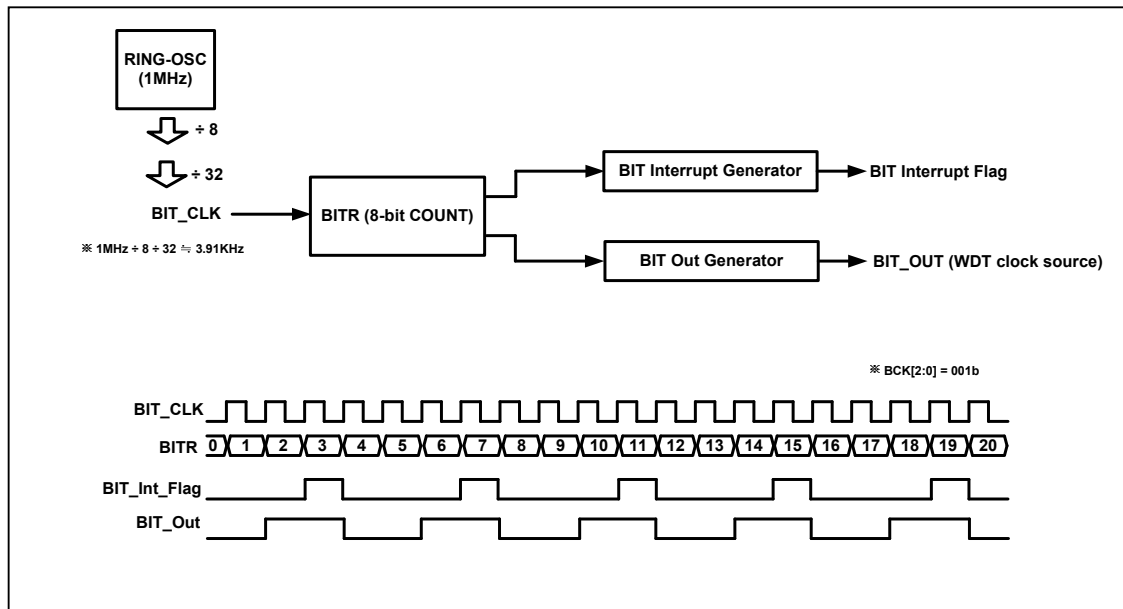 RING-OSC
(1MHz)
÷ 8
÷ 32
BIT_CLK
※ 1MHz ÷ 8 ÷ 32 ≒ 3.91KHz
BITR (8-bit COUNT)
BIT Interrupt Generator
BIT Interrupt Flag
BIT Out Generator
BIT_OUT (WDT clock source)
※ BCK[2:0] = 001b
BIT_CLK
BITR 0 1 2 3 4 5 6 7 8 9 10 11 12 13 14 15 16 17 18 19 20
BIT_Int_Flag
BIT_Out